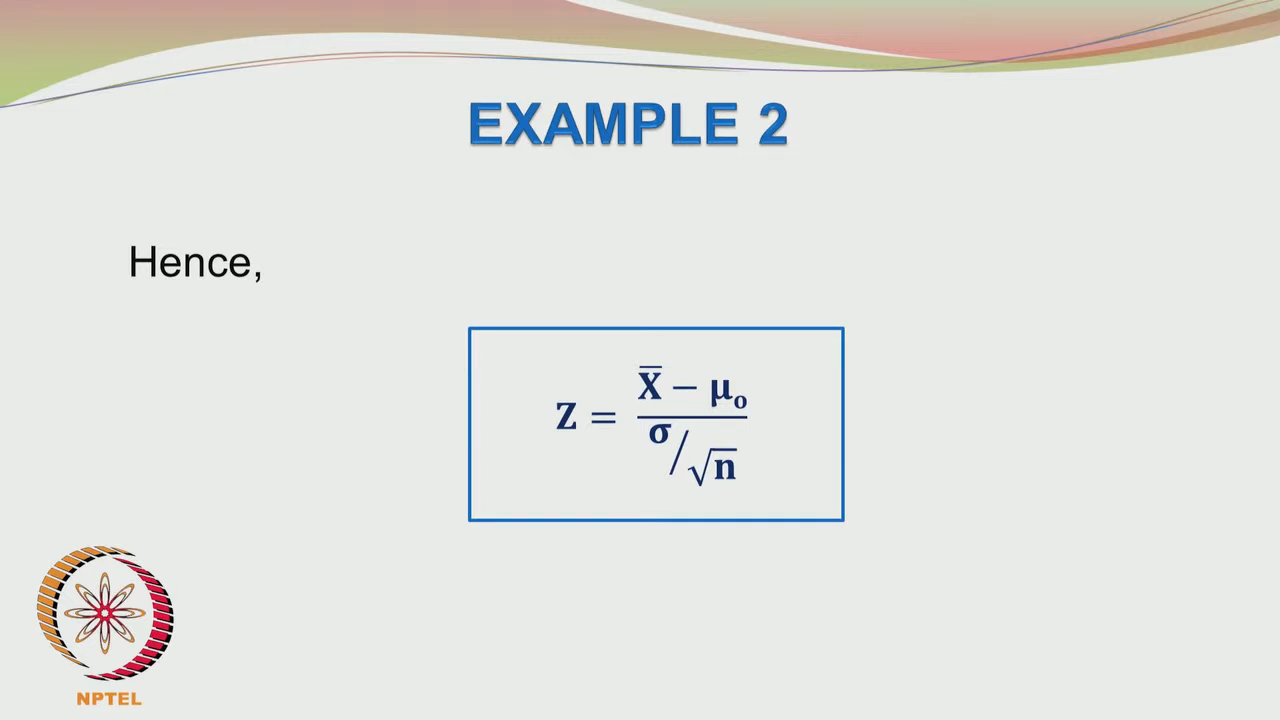 EXAMPLE 2
Hence,
Z = (X̅ − μₒ) / (σ/√n)
NPTEL